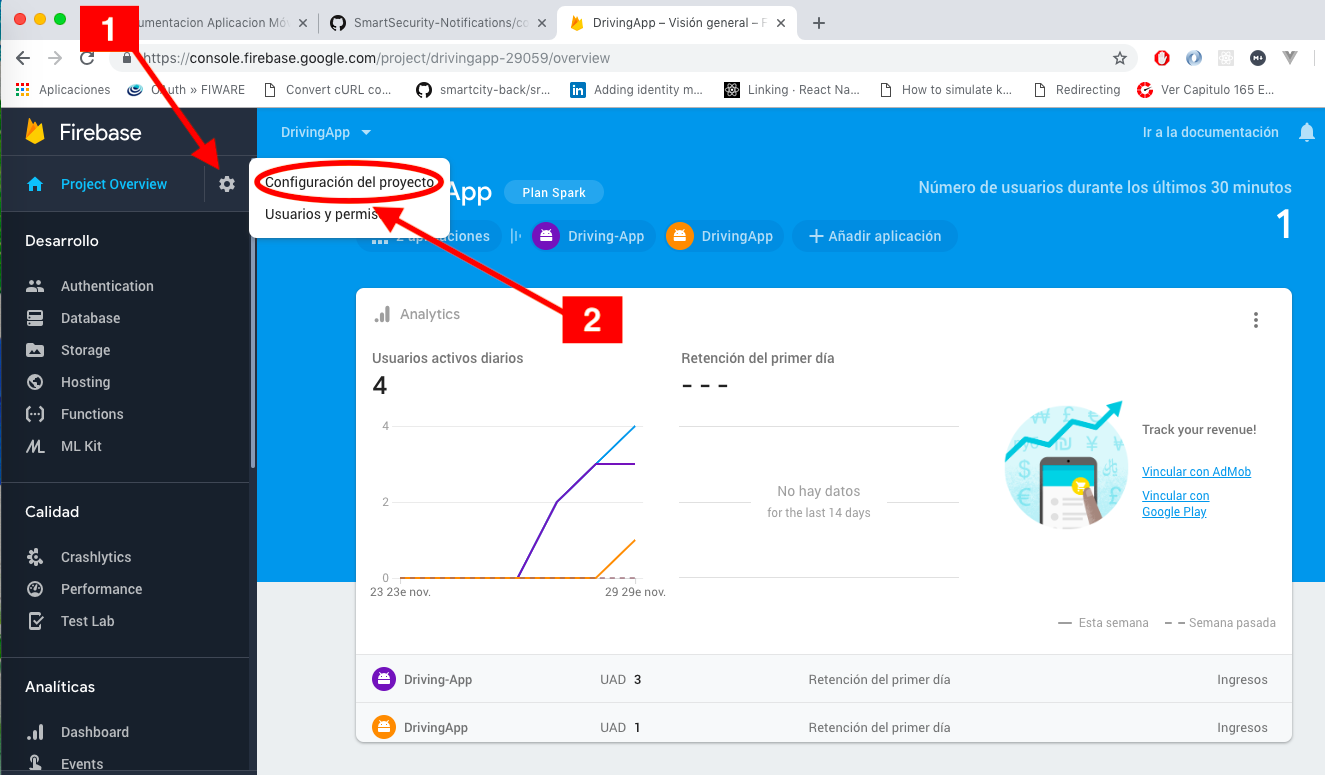 1
umentacion Aplicacion Mó
SmartSecurity-Notifications/co
DrivingApp – Visión general – F
https://console.firebase.google.com/project/drivingapp-29059/overview
Aplicaciones
OAuth » FIWARE
Convert cURL co...
smartcity-back/sr...
Adding identity m...
Linking · React Na...
How to simulate k...
Redirecting
Ver Capitulo 165 E...
Firebase
DrivingApp
Ir a la documentación
Project Overview
Configuración del proyecto
Usuarios y permis
App
Plan Spark
Número de usuarios durante los últimos 30 minutos
1
2 aplicaciones
Driving-App
DrivingApp
Añadir aplicación
2
Desarrollo
Authentication
Database
Storage
Hosting
Functions
ML Kit
Calidad
Crashlytics
Performance
Test Lab
Analíticas
Dashboard
Events
Analytics
Usuarios activos diarios
4
Retención del primer día
- - -
4
2
0
23 23e nov.
29 29e nov.
No hay datos
for the last 14 days
Track your revenue!
Vincular con AdMob
Vincular con
Google Play
Esta semana
Semana pasada
Driving-App
UAD 3
Retención del primer día
Ingresos
DrivingApp
UAD 1
Retención del primer día
Ingresos